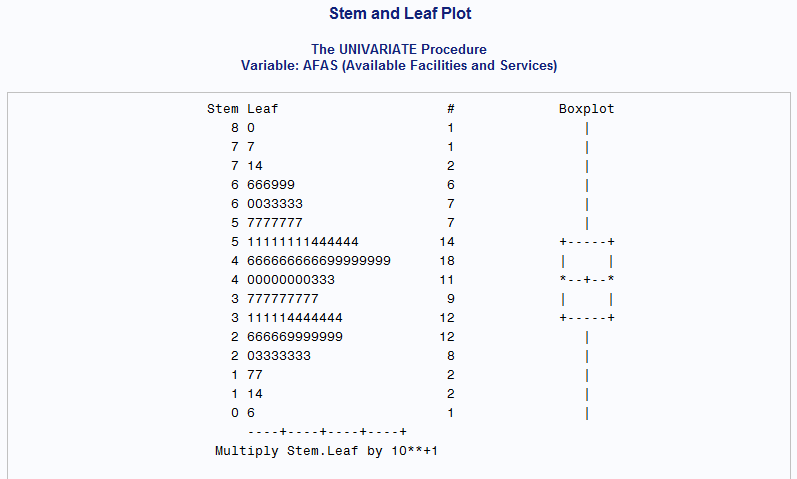 Stem and Leaf Plot
The UNIVARIATE Procedure
Variable: AFAS (Available Facilities and Services)
Stem Leaf # Boxplot
8 0 1 |
7 7 1 |
7 14 2 |
6 666999 6 |
6 0033333 7 |
5 7777777 7 |
5 11111111444444 14 +-----+
4 666666666699999999 18 | |
4 00000000333 11 *--+--*
3 777777777 9 | |
3 111114444444 12 +-----+
2 666669999999 12 |
2 03333333 8 |
1 77 2 |
1 14 2 |
0 6 1 |
----+----+----+----+
Multiply Stem.Leaf by 10**+1